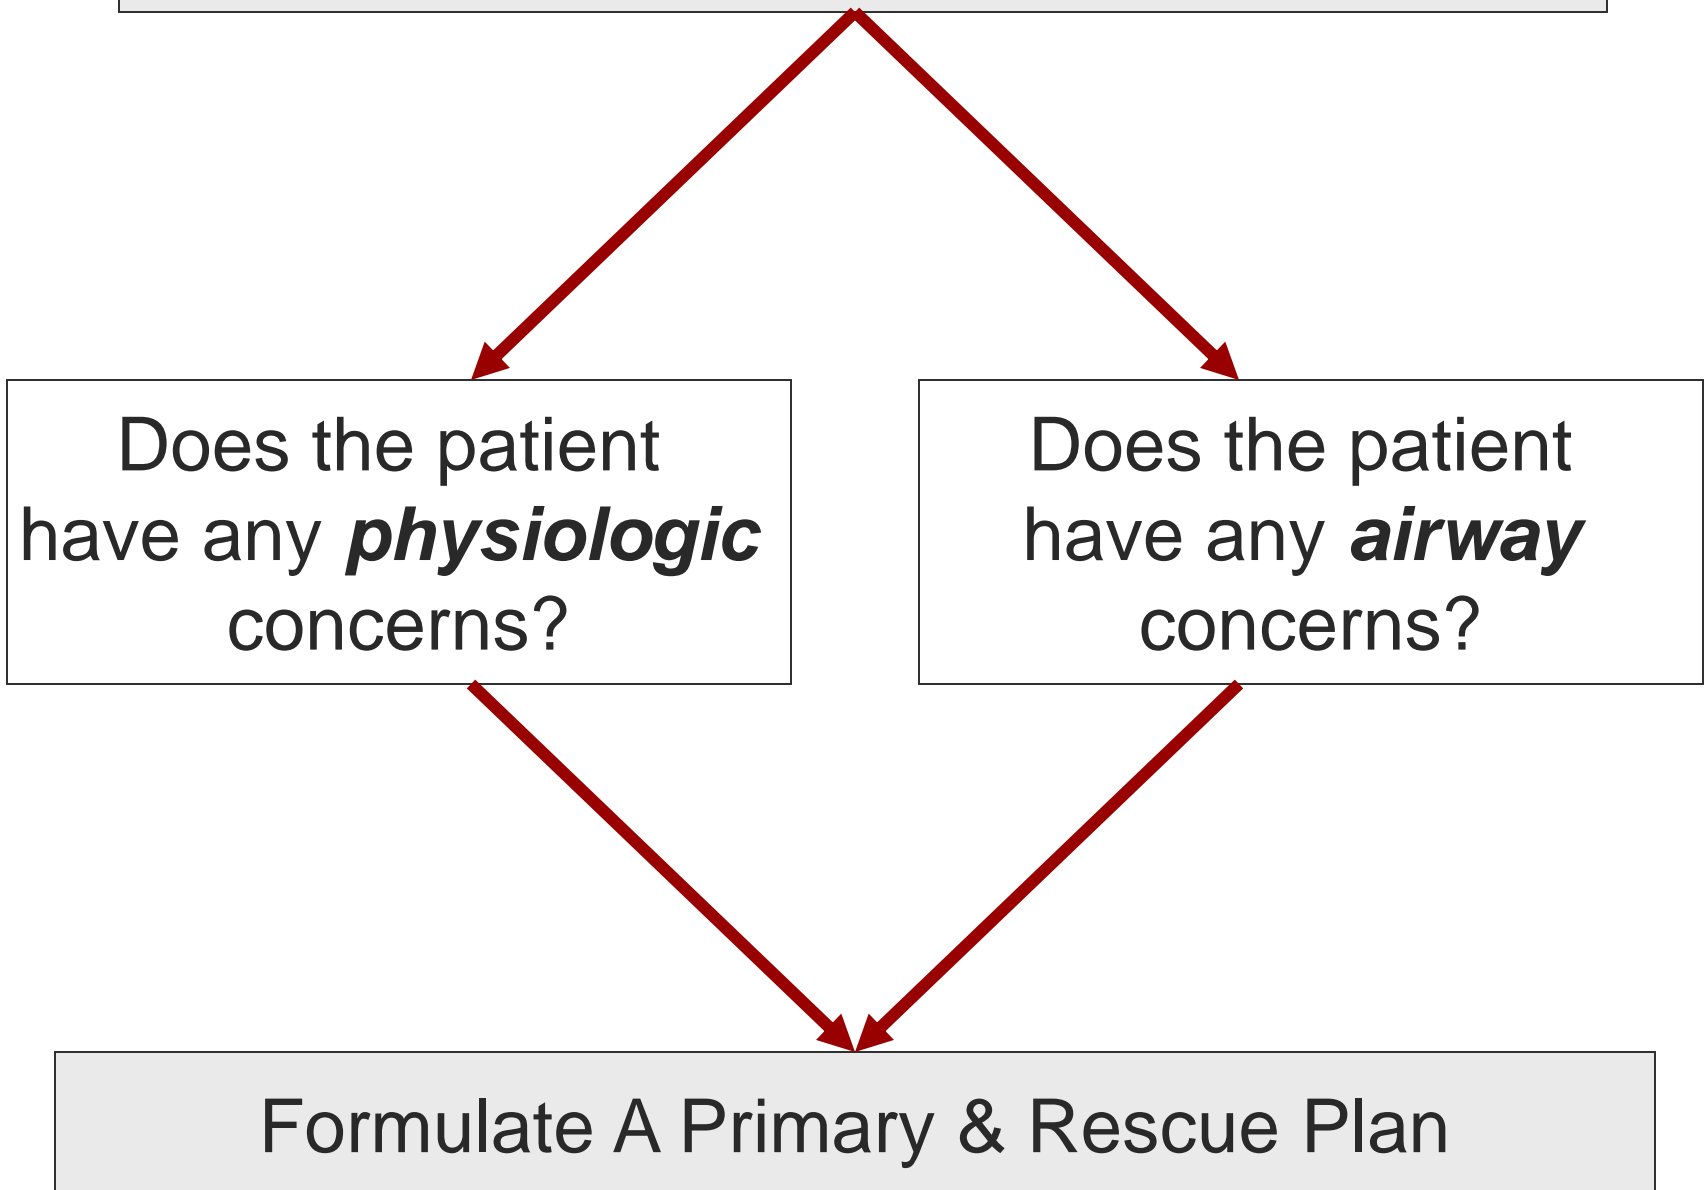 Does the patient
have any physiologic
concerns?
Does the patient
have any airway
concerns?
Formulate A Primary & Rescue Plan